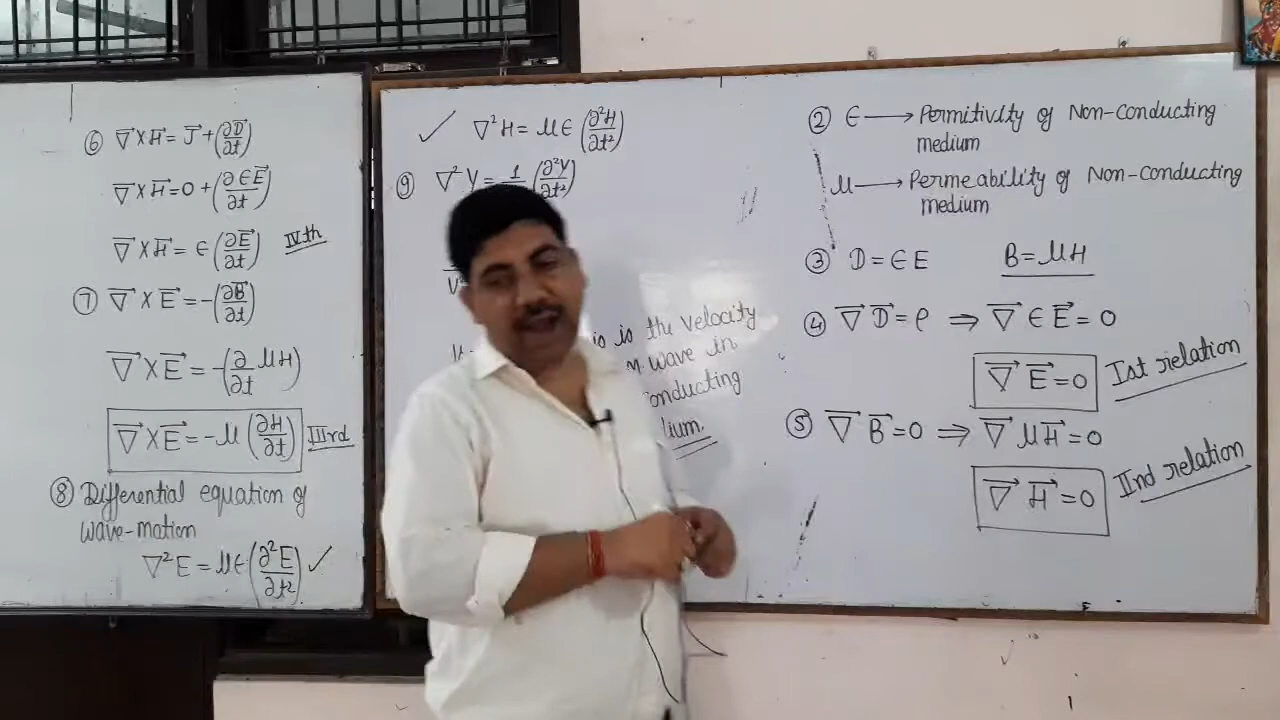 ⑥ ∇⃗ × H⃗ = J⃗ + (∂D⃗/∂t)
∇⃗ × H⃗ = 0 + (∂ ∈ E⃗/∂t)
∇⃗ × H⃗ = ∈ (∂E⃗/∂t) IVth
⑦ ∇⃗ × E⃗ = -(∂B⃗/∂t)
∇⃗ × E⃗ = -(∂/∂t μH)
∇⃗ × E⃗ = -μ (∂H/∂t) IIIrd
⑧ Differential equation of
wave-motion
∇²E = μ∈ (∂²E/∂t²) ✓
✓ ∇²H = μ∈ (∂²H/∂t²)
⑨ ∇²Y = 1 (∂²Y/∂t²)
is the velocity
wave in
② ∈ → Permitivity of Non-conducting
medium
μ → Permeability of Non-conducting
medium
③ D = ∈ E B = μH
④ ∇⃗ D⃗ = ρ ⇒ ∇⃗ ∈ E⃗ = 0
∇⃗ E⃗ = 0 Ist relation
⑤ ∇⃗ B⃗ = 0 ⇒ ∇⃗ μH⃗ = 0
∇⃗ H⃗ = 0 IInd relation